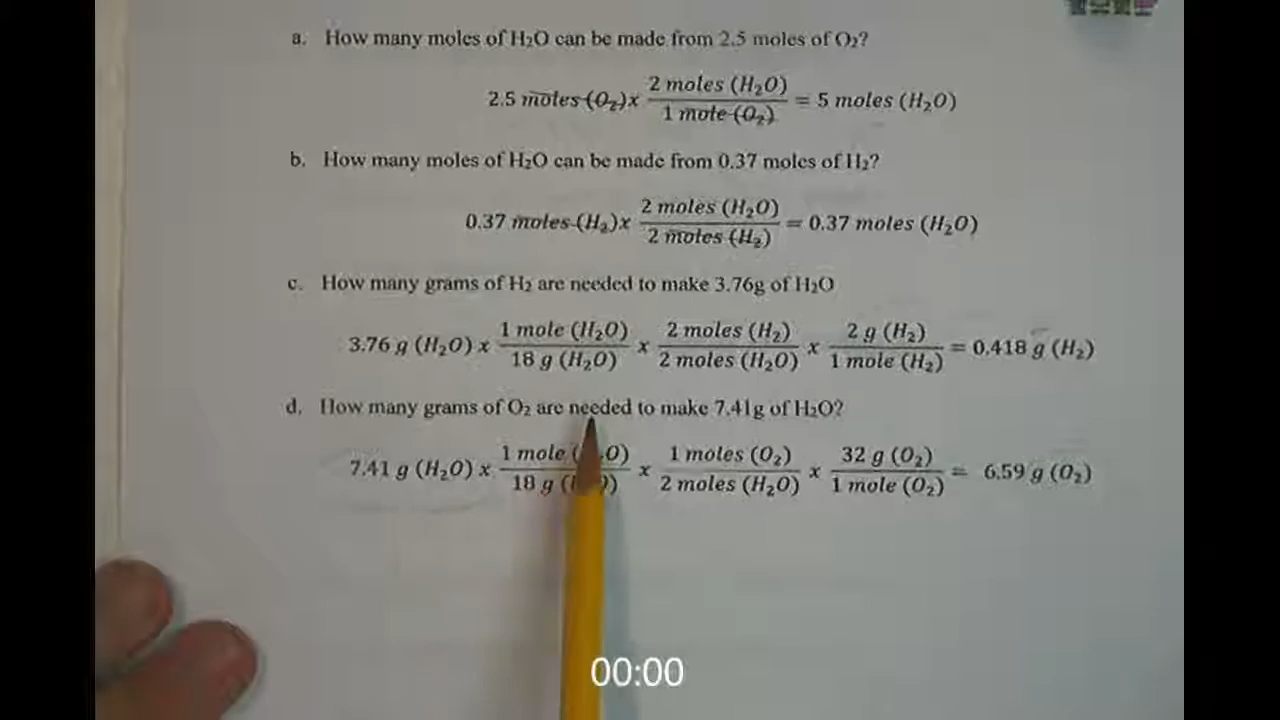 a. How many moles of H₂O can be made from 2.5 moles of O₂?
2.5 moles (O₂)x 2 moles (H₂O) / 1 mole (O₂) = 5 moles (H₂O)
b. How many moles of H₂O can be made from 0.37 moles of H₂?
0.37 moles (H₂)x 2 moles (H₂O) / 2 moles (H₂) = 0.37 moles (H₂O)
c. How many grams of H₂ are needed to make 3.76g of H₂O
3.76 g (H₂O) x 1 mole (H₂O) / 18 g (H₂O) x 2 moles (H₂) / 2 moles (H₂O) x 2 g (H₂) / 1 mole (H₂) = 0.418 g (H₂)
d. How many grams of O₂ are needed to make 7.41g of H₂O?
7.41 g (H₂O) x 1 mole ( O) / 18 g ( ) x 1 moles (O₂) / 2 moles (H₂O) x 32 g (O₂) / 1 mole (O₂) = 6.59 g (O₂)
00:00